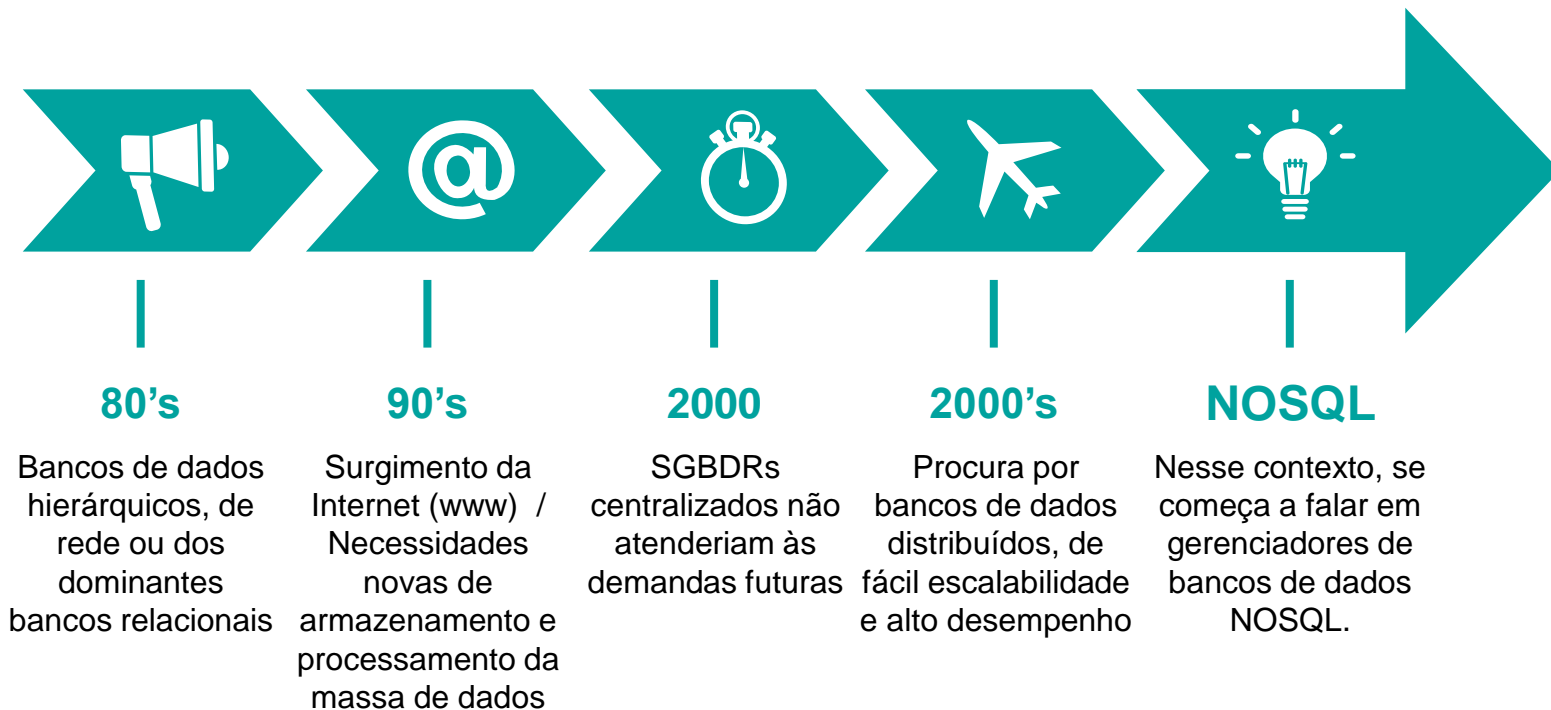 @
80’s
Bancos de dados
hierárquicos, de
rede ou dos
dominantes
bancos relacionais
90’s
Surgimento da
Internet (www) /
Necessidades
novas de
armazenamento e
processamento da
massa de dados
2000
SGBDRs
centralizados não
atenderiam às
demandas futuras
2000’s
Procura por
bancos de dados
distribuídos, de
fácil escalabilidade
e alto desempenho
NOSQL
Nesse contexto, se
começa a falar em
gerenciadores de
bancos de dados
NOSQL.